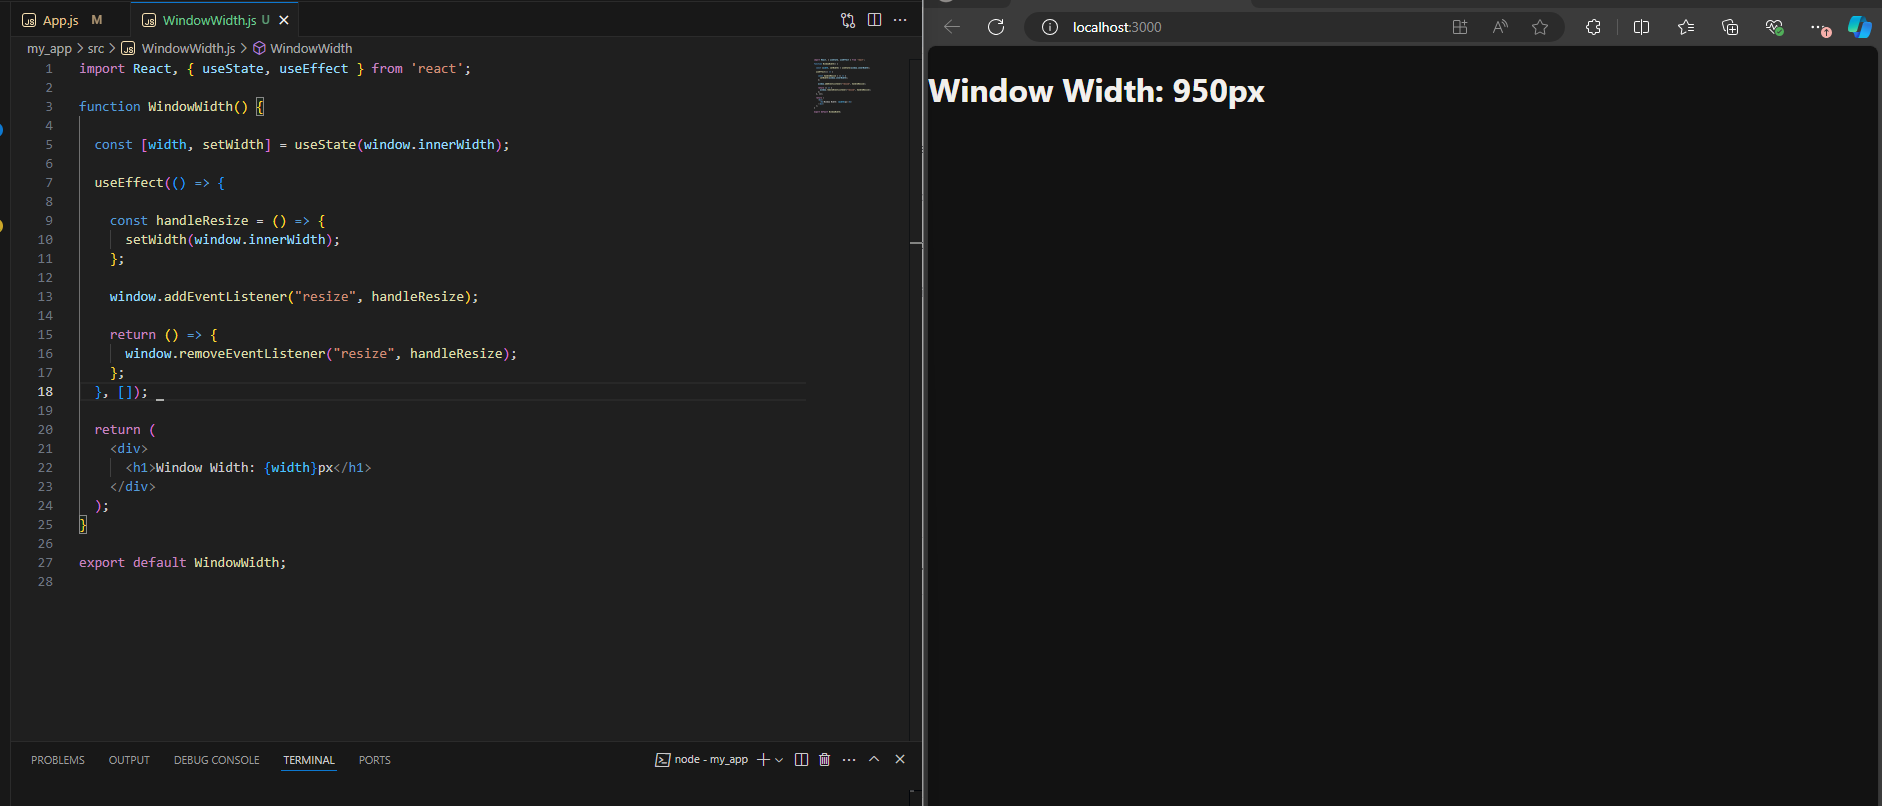 App.js M WindowWidth.js U
my_app > src > WindowWidth.js > WindowWidth
1 import React, { useState, useEffect } from 'react';
2
3 function WindowWidth() {
4
5 const [width, setWidth] = useState(window.innerWidth);
6
7 useEffect(() => {
8
9 const handleResize = () => {
10 setWidth(window.innerWidth);
11 };
12
13 window.addEventListener("resize", handleResize);
14
15 return () => {
16 window.removeEventListener("resize", handleResize);
17 };
18 }, []);
19
20 return (
21 <div>
22 <h1>Window Width: {width}px</h1>
23 </div>
24 );
25 }
26
27 export default WindowWidth;
28
PROBLEMS OUTPUT DEBUG CONSOLE TERMINAL PORTS node - my_app
localhost:3000
Window Width: 950px